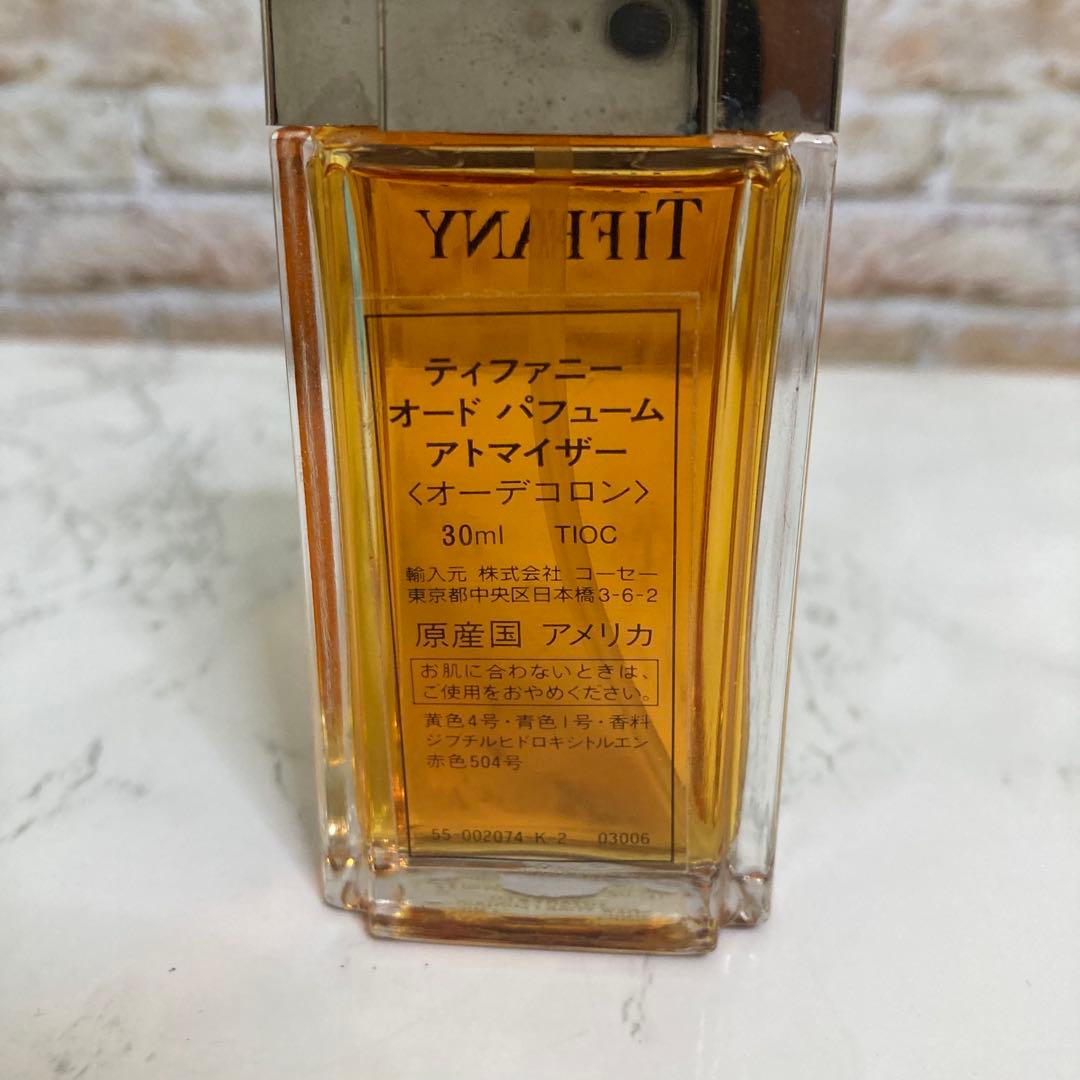 TIFFANY
ティファニー
オード パフューム
アトマイザー
〈オーデコロン〉
30ml TIOC
輸入元 株式会社 コーセー
東京都中央区日本橋3-6-2
原産国 アメリカ
お肌に合わないときは、
ご使用をおやめください。
黄色4号・青色1号・香料
ジブチルヒドロキシトルエン
赤色504号
55-002074-K-2 03006